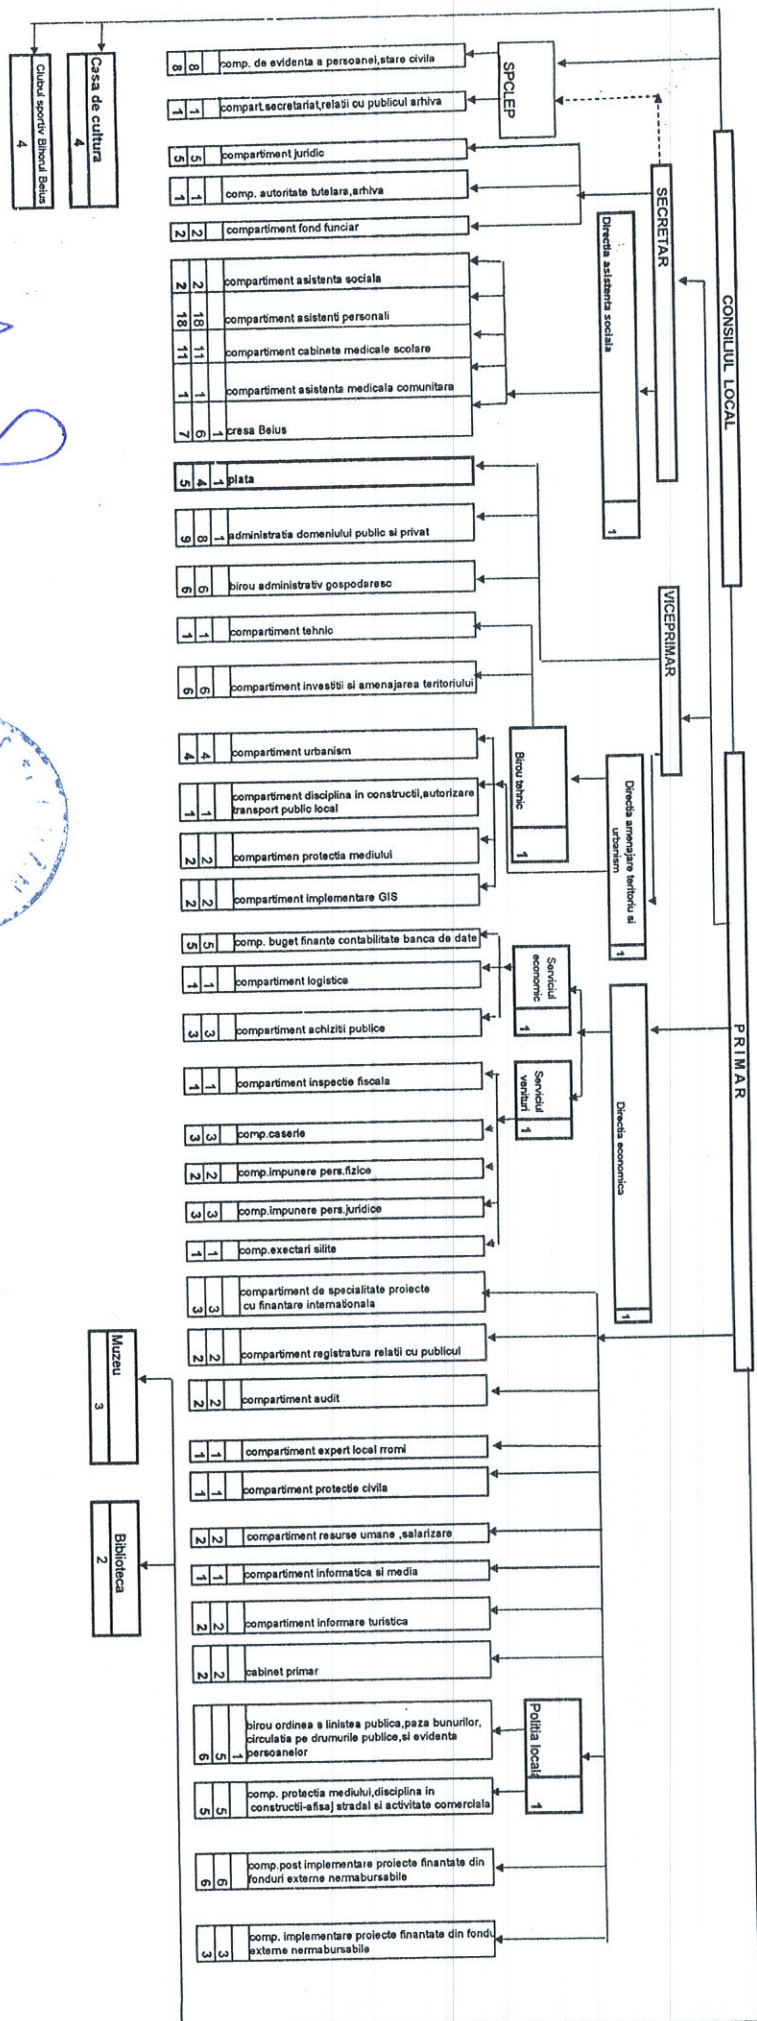 CONSILIUL LOCAL
PRIMAR
SECRETAR
VICEPRIMAR
Directia asistenta sociala
1
Directia amenajare teritoriu si
urbanism
1
Directia economica
1
SPCLEP
Birou tehnic
1
Serviciul
economic
1
Serviciul
venituri
1
Politia locala
1
comp. de evidenta a persoanei,stare civila
8
8
compart.secretariat,relatii cu publicul arhiva
1
1
compartiment juridic
5
5
comp. autoritate tutelara,arhiva
1
1
compartiment fond funciar
2
2
compartiment asistenta sociala
2
2
compartiment asistenti personali
18
18
compartiment cabinete medicale scolare
11
11
compartiment asistenta medicala comunitara
1
1
cresa Beius
1
6
7
piata
1
4
5
administratia domeniului public si privat
1
8
9
birou administrativ gospodaresc
6
6
compartiment tehnic
1
1
compartiment investitii si amenajarea teritoriului
6
6
compartiment urbanism
4
4
compartiment disciplina in constructii,autorizare
transport public local
1
1
compartimen protectia mediului
2
2
compartiment implementare GIS
2
2
comp. buget finante contabilitate banca de date
5
5
compartiment logistica
1
1
compartiment achizitii publice
3
3
compartiment inspectie fiscala
1
1
comp.caserie
3
3
comp.impunere pers.fizice
2
2
comp.impunere pers.juridice
3
3
comp.exectari silite
1
1
compartiment de specialitate proiecte
cu finantare internationala
3
3
compartiment registratura relatii cu publicul
2
2
compartiment audit
2
2
compartiment expert local rromi
1
1
compartiment protectie civila
1
1
compartiment resurse umane ,salarizare
2
2
compartiment informatica si media
1
1
compartiment informare turistica
2
2
cabinet primar
2
2
birou ordinea s linistea publica,paza bunurilor,
circulatia pe drumurile publice,si evidenta
persoanelor
1
5
6
comp. protectia mediului,disciplina in
constructii-afisaj stradal si activitate comerciala
5
5
comp.post implementare proiecte finantate din
fonduri externe nermabursabile
6
6
comp. implementare proiecte finantate din fondu
externe nermabursabile
3
3
Casa de cultura
4
Clubul sportiv Bihorul Beius
4
Muzeu
3
Biblioteca
2